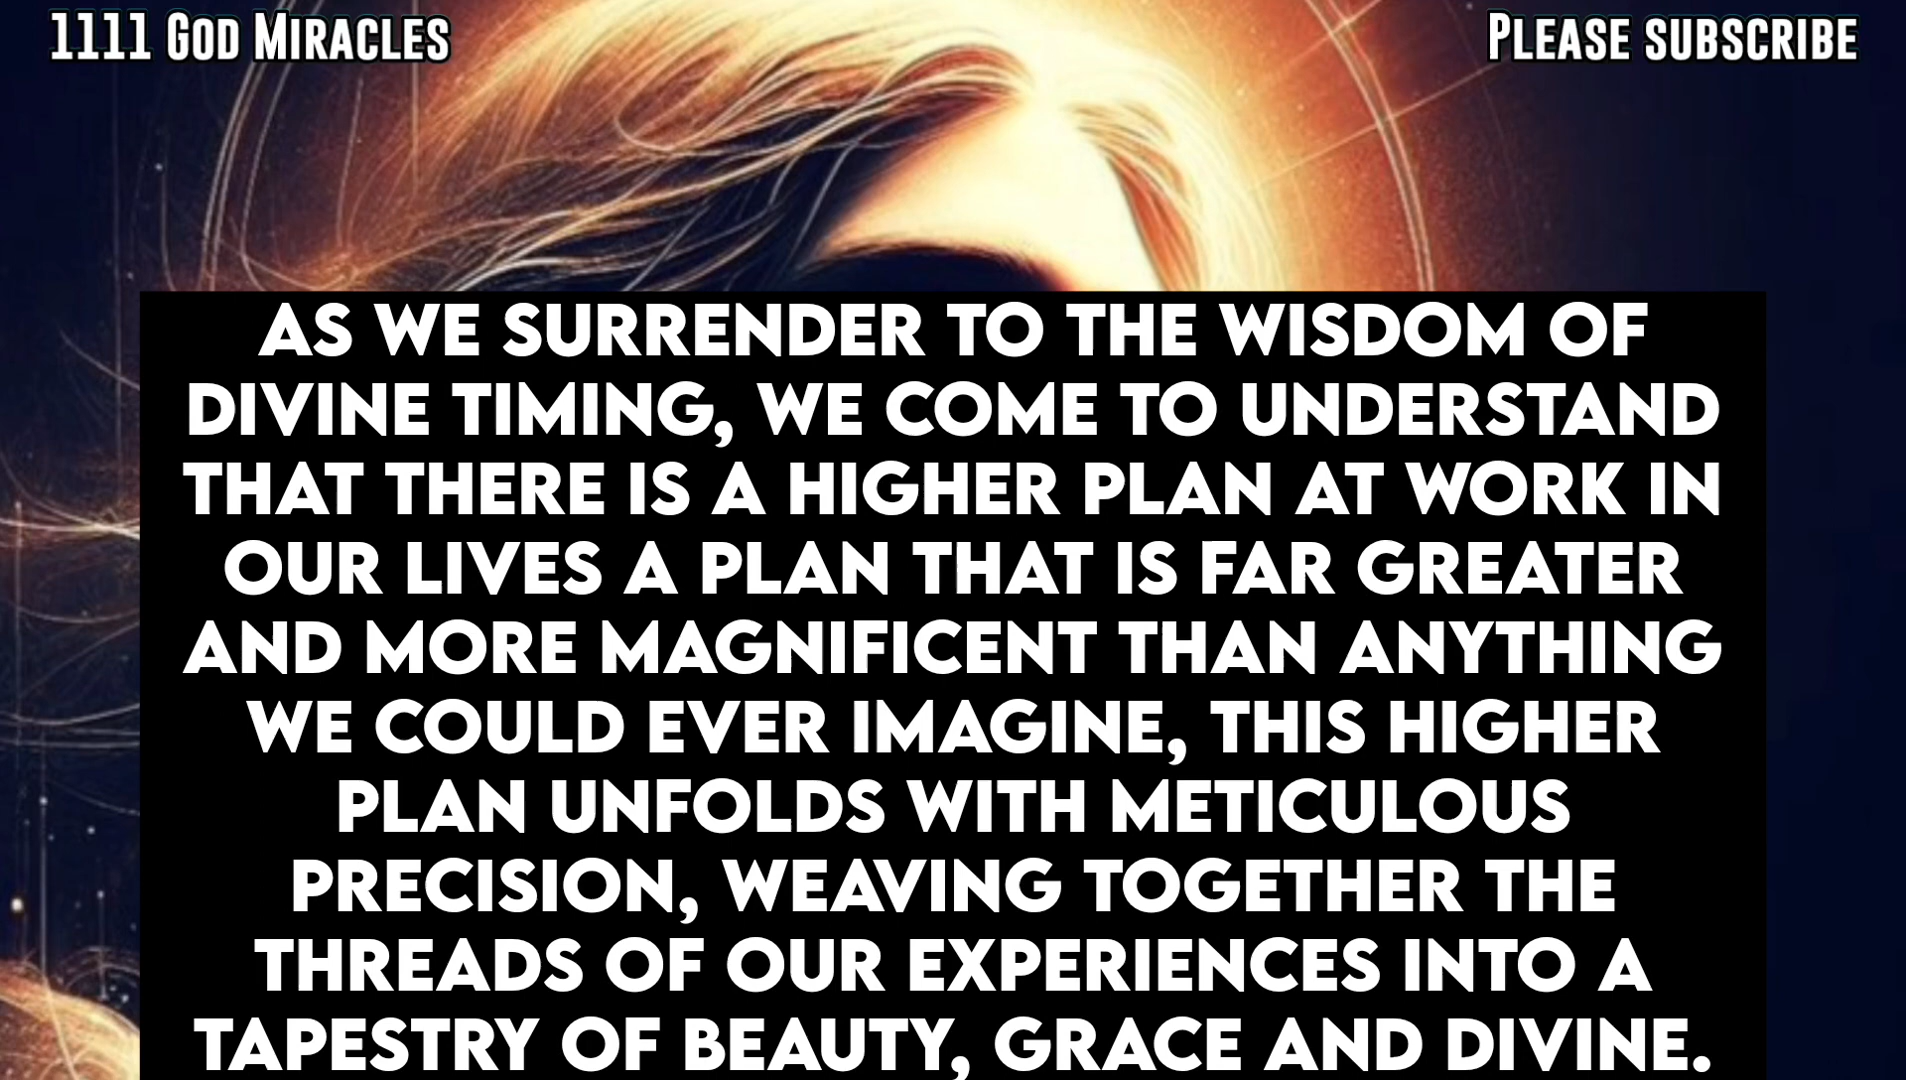 1111 God Miracles
Please subscribe
AS WE SURRENDER TO THE WISDOM OF
DIVINE TIMING, WE COME TO UNDERSTAND
THAT THERE IS A HIGHER PLAN AT WORK IN
OUR LIVES A PLAN THAT IS FAR GREATER
AND MORE MAGNIFICENT THAN ANYTHING
WE COULD EVER IMAGINE, THIS HIGHER
PLAN UNFOLDS WITH METICULOUS
PRECISION, WEAVING TOGETHER THE
THREADS OF OUR EXPERIENCES INTO A
TAPESTRY OF BEAUTY, GRACE AND DIVINE.